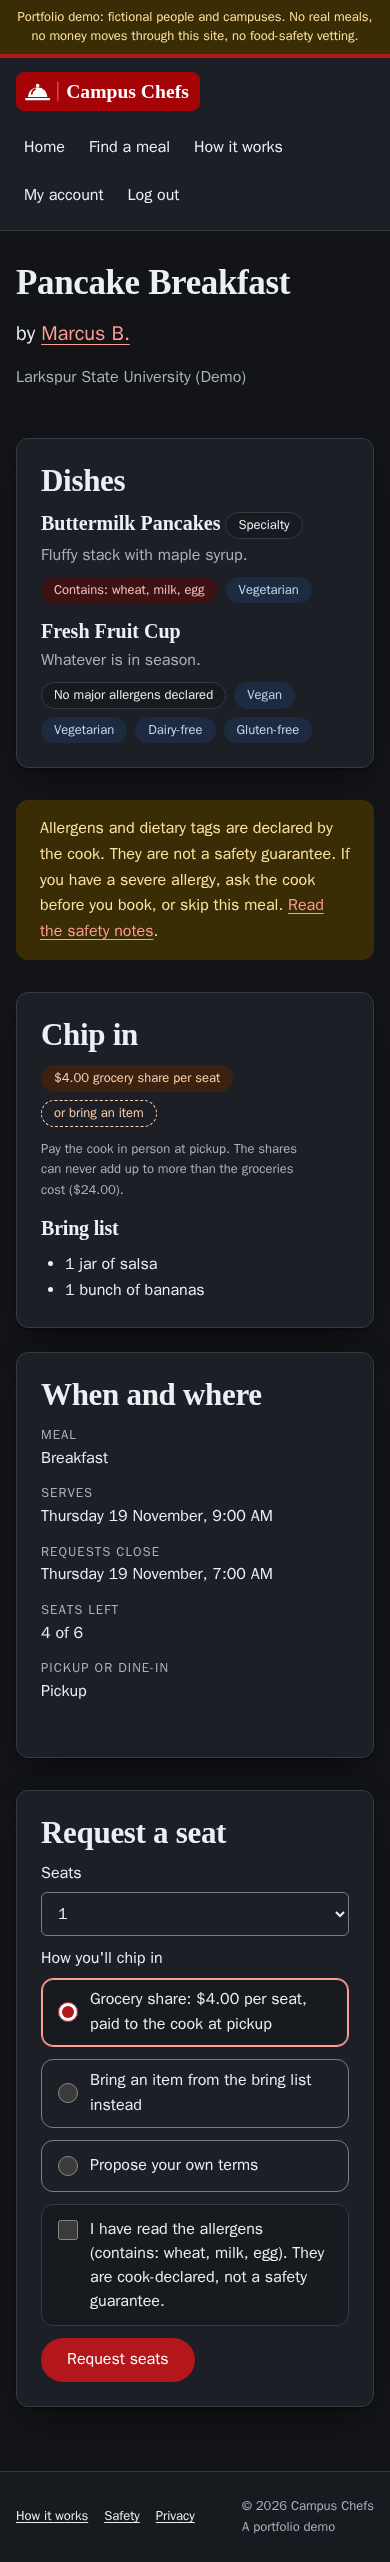 Portfolio demo: fictional people and campuses. No real meals,
no money moves through this site, no food-safety vetting.
Campus Chefs
Home Find a meal How it works
My account Log out
Pancake Breakfast
by Marcus B.
Larkspur State University (Demo)
Dishes
Buttermilk Pancakes Specialty
Fluffy stack with maple syrup.
Contains: wheat, milk, egg Vegetarian
Fresh Fruit Cup
Whatever is in season.
No major allergens declared Vegan
Vegetarian Dairy-free Gluten-free
Allergens and dietary tags are declared by
the cook. They are not a safety guarantee. If
you have a severe allergy, ask the cook
before you book, or skip this meal. Read
the safety notes.
Chip in
$4.00 grocery share per seat
or bring an item
Pay the cook in person at pickup. The shares
can never add up to more than the groceries
cost ($24.00).
Bring list
• 1 jar of salsa
• 1 bunch of bananas
When and where
MEAL
Breakfast
SERVES
Thursday 19 November, 9:00 AM
REQUESTS CLOSE
Thursday 19 November, 7:00 AM
SEATS LEFT
4 of 6
PICKUP OR DINE-IN
Pickup
Request a seat
Seats
1
How you'll chip in
Grocery share: $4.00 per seat,
paid to the cook at pickup
Bring an item from the bring list
instead
Propose your own terms
I have read the allergens
(contains: wheat, milk, egg). They
are cook-declared, not a safety
guarantee.
Request seats
How it works Safety Privacy
© 2026 Campus Chefs
A portfolio demo